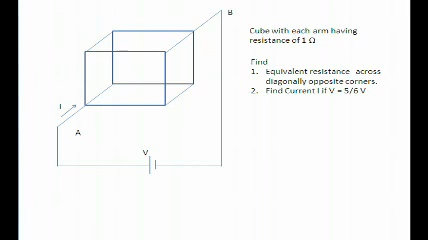 B
Cube with each arm having
resistance of 1 Ω
Find
1. Equivalent resistance across
diagonally opposite corners.
2. Find Current I if V = 5/6 V
I
A
V